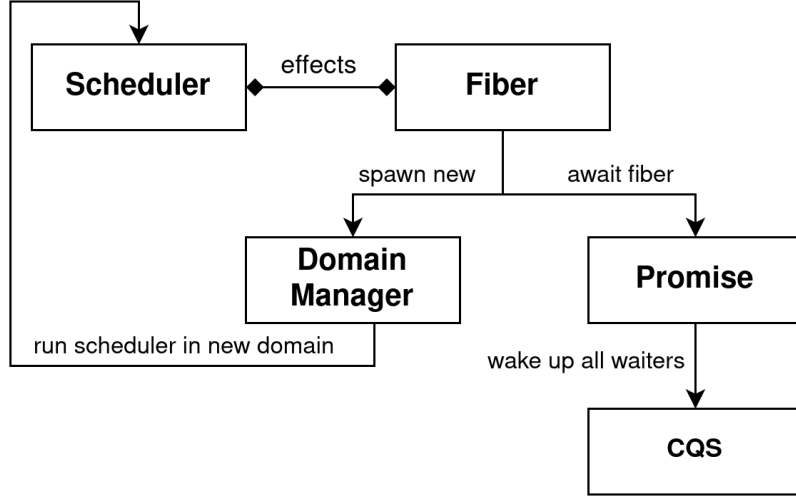 effects
Scheduler
Fiber
spawn new
await fiber
Domain
Manager
Promise
run scheduler in new domain
wake up all waiters
CQS